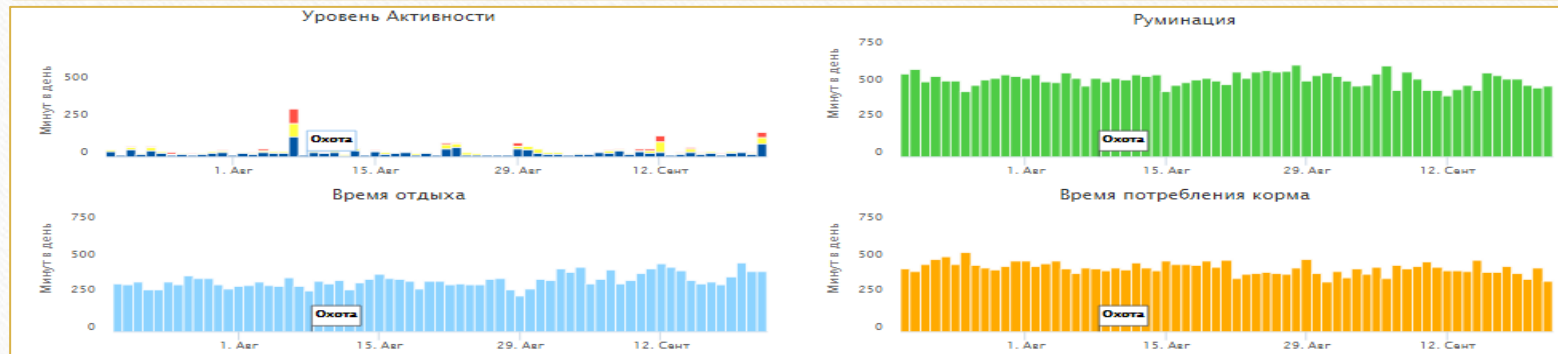 Уровень Активности
Минут в день
500
250
0
Охота
1. Авг
15. Авг
29. Авг
12. Сент
Руминация
Минут в день
750
500
250
0
Охота
1. Авг
15. Авг
29. Авг
12. Сент
Время отдыха
Минут в день
750
500
250
0
Охота
1. Авг
15. Авг
29. Авг
12. Сент
Время потребления корма
Минут в день
750
500
250
0
Охота
1. Авг
15. Авг
29. Авг
12. Сент